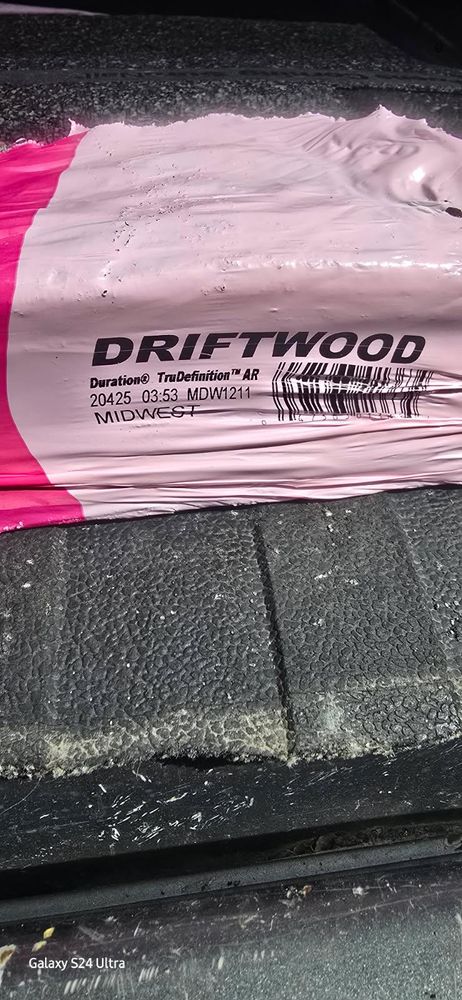 DRIFTWOOD
Duration® TruDefinition™ AR
20425 03:53 MDW1211
MIDWEST
Galaxy S24 Ultra